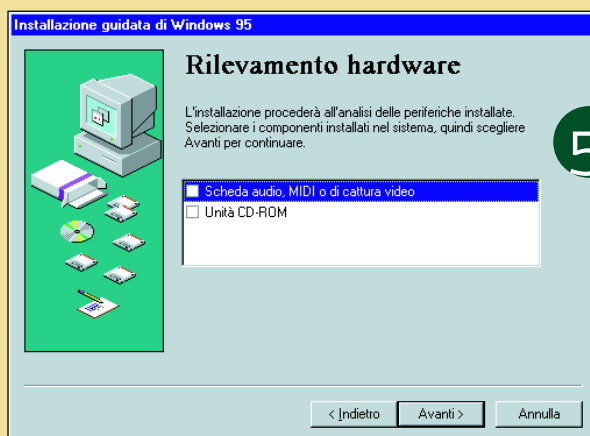 Installazione guidata di Windows 95
Rilevamento hardware
L'installazione procederà all'analisi delle periferiche installate.
Selezionare i componenti installati nel sistema, quindi scegliere
Avanti per continuare.
5
Scheda audio, MIDI o di cattura video
Unità CD-ROM
< Indietro
Avanti >
Annulla